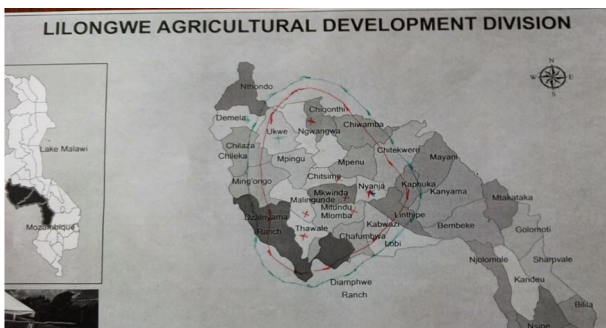 LILONGWE AGRICULTURAL DEVELOPMENT DIVISION
N
W E
S
Nthondo
Demela
Ukwe
Chigonthi
Ngwangwa
Chiwamba
Chilaza
Chileka
Mpingu
Mpenu
Chitekwere
Mayani
Ming'ongo
Chitsime
Nyanja
Kaphuka
Kanyama
Mkwinda
Malingunde
Mitundu
Mlomba
Mtakataka
Dzalnyama
Ranch
Thawale
Kabwazi
Linthipe
Bembeke
Golomoti
Chafumbwa
Lobi
Njolomole
Sharpvale
Diamphwe
Ranch
Kandeu
Bilila
Nsipe
Lake Malawi
Mozambique